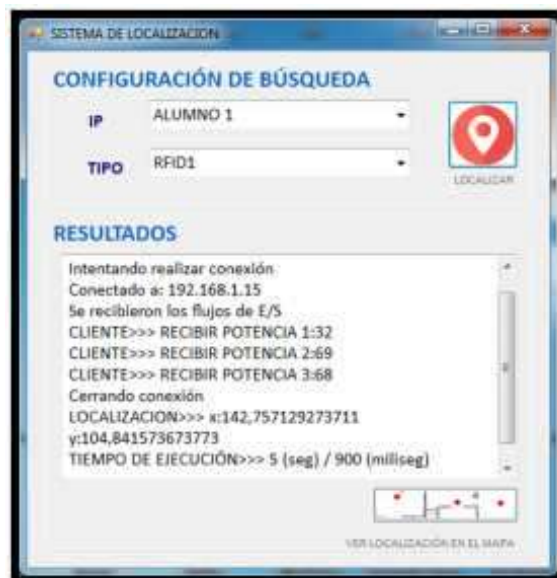 SISTEMA DE LOCALIZACION
CONFIGURACIÓN DE BÚSQUEDA
IP ALUMNO 1
TIPO RFID1
LOCALIZAR
RESULTADOS
Intentando realizar conexión
Conectado a: 192.168.1.15
Se recibieron los flujos de E/S
CLIENTE>>> RECIBIR POTENCIA 1:32
CLIENTE>>> RECIBIR POTENCIA 2:69
CLIENTE>>> RECIBIR POTENCIA 3:68
Cerrando conexión
LOCALIZACION>>> x:142,757129273711
y:104,841573673773
TIEMPO DE EJECUCIÓN>>> 5 (seg) / 900 (miliseg)
VER LOCALIZACIÓN EN EL MAPA